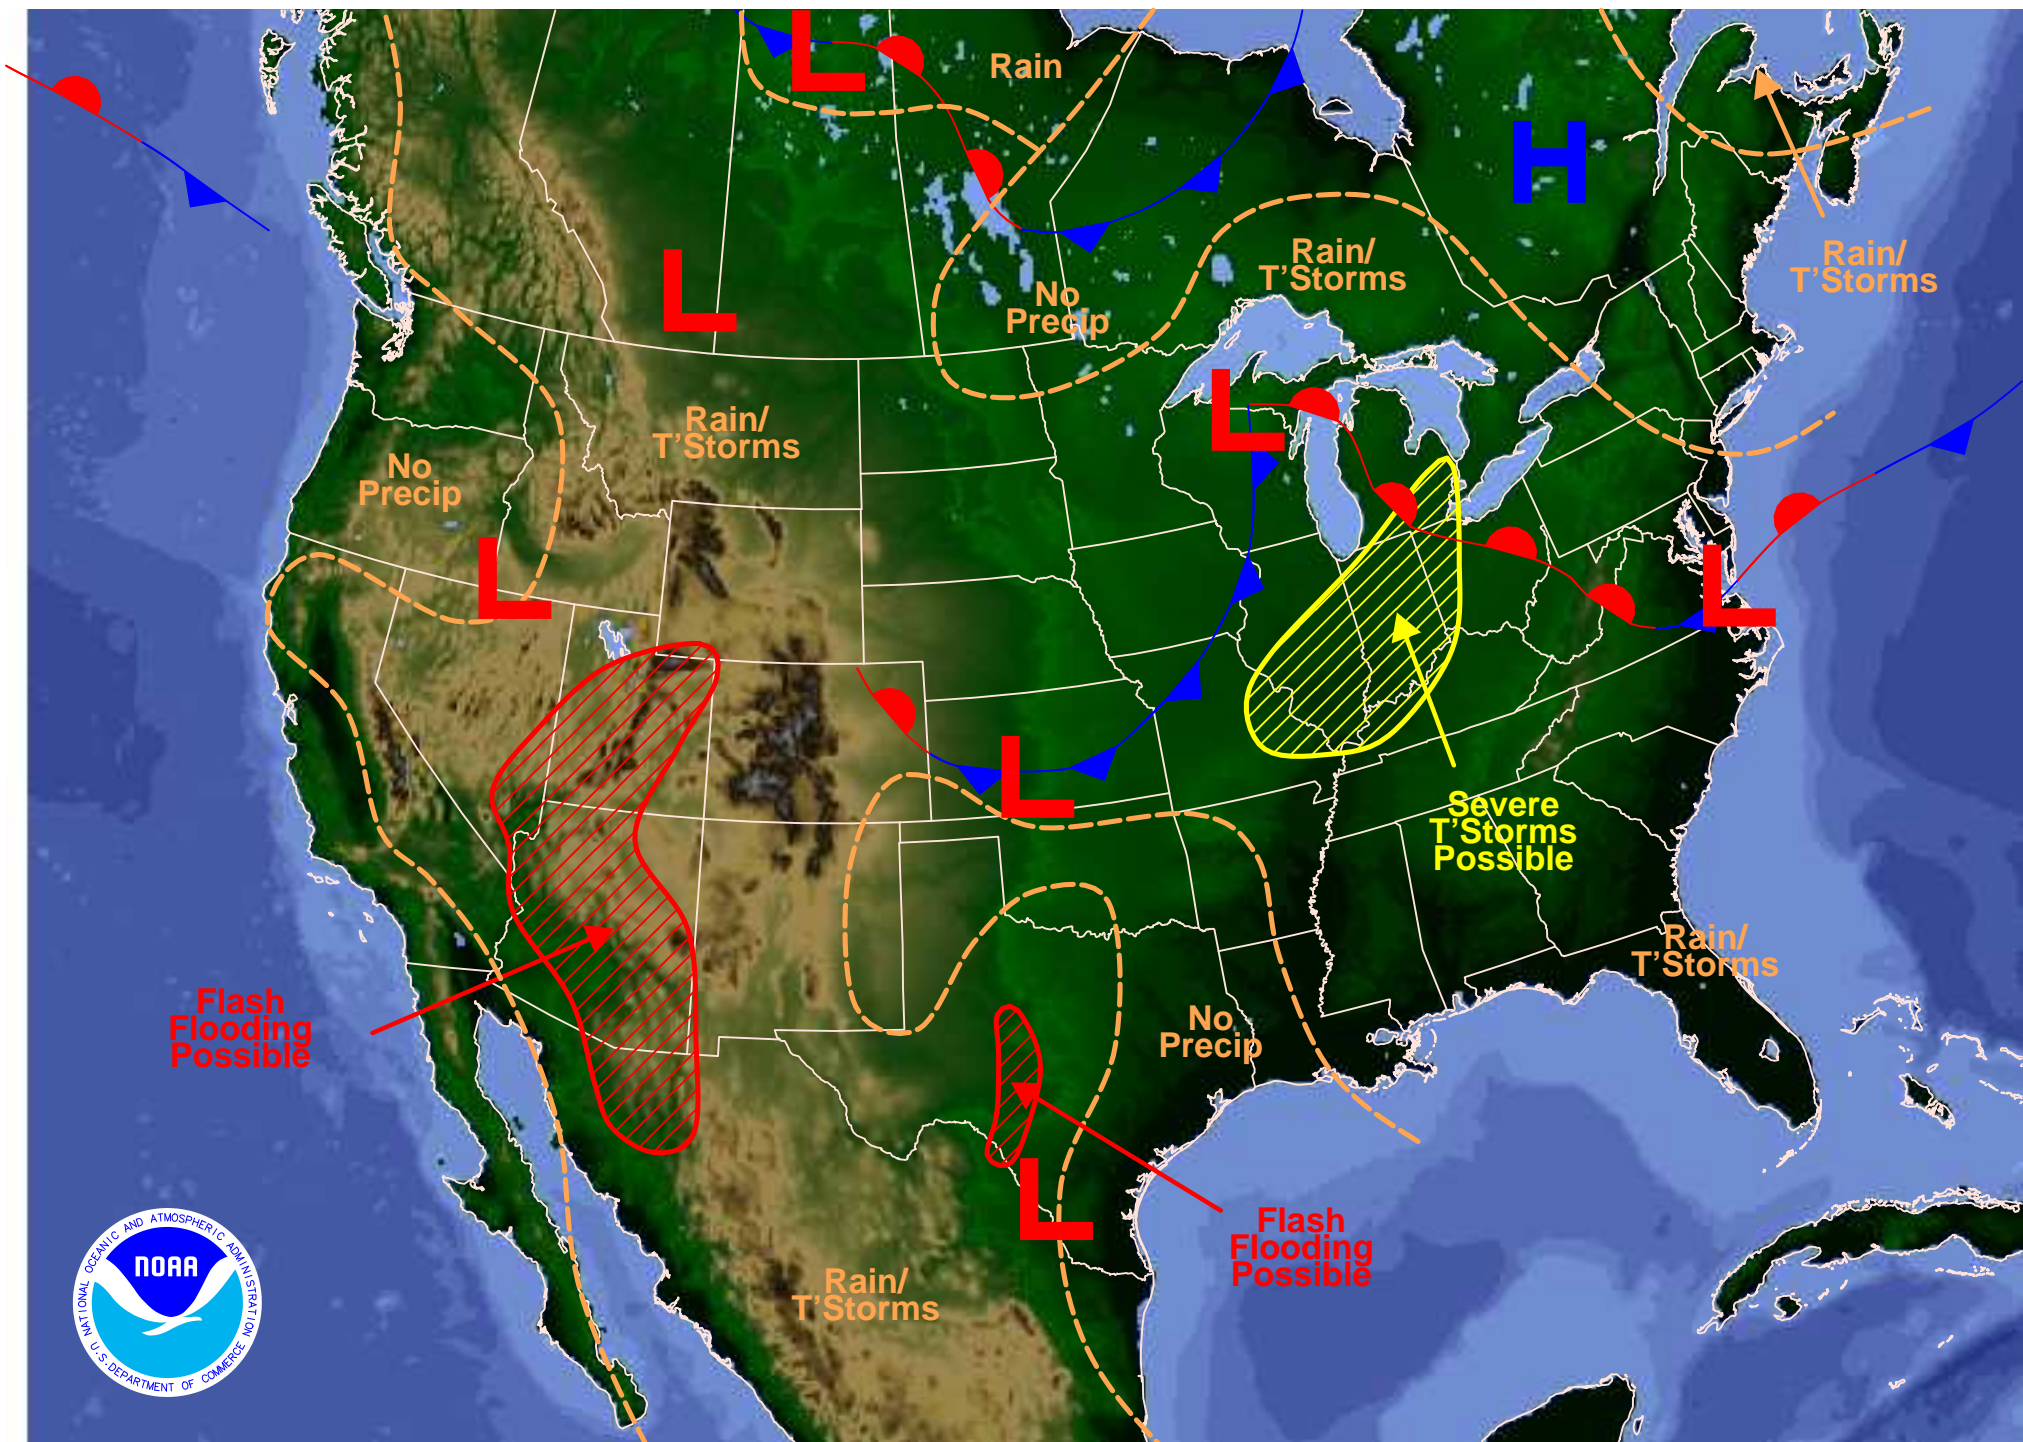 L
Rain
H
Rain/
T'Storms
Rain/
T'Storms
L
No
Precip
L
Rain/
T'Storms
No
Precip
L
L
L
Severe
T'Storms
Possible
Rain/
T'Storms
Flash
Flooding
Possible
No
Precip
L
Flash
Flooding
Possible
Rain/
T'Storms
NATIONAL OCEANIC AND ATMOSPHERIC ADMINISTRATION
NOAA
U.S. DEPARTMENT OF COMMERCE